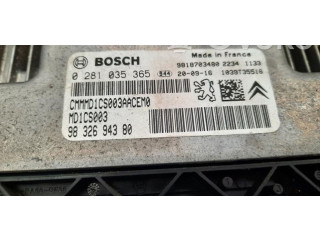 BOSCH
Made in France
0 281 035 365
9818703480 2234 1133
20-09-16 1039T35516
CMMMD1CS003AACEM0
MD1CS003
98 326 943 80